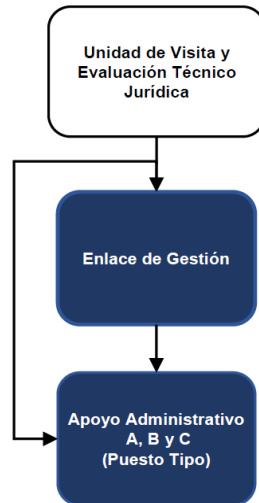 Unidad de Visita y
Evaluación Técnico
Jurídica
Enlace de Gestión
Apoyo Administrativo
A, B y C
(Puesto Tipo)